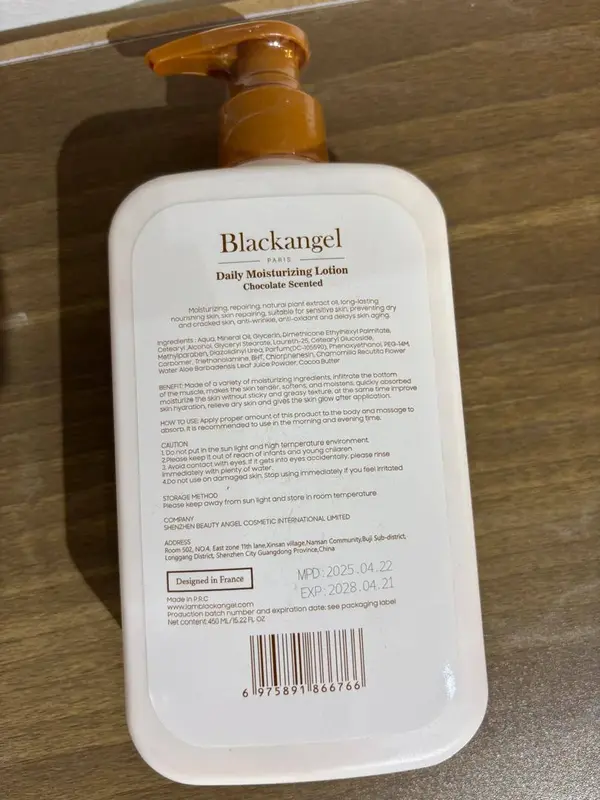 Blackangel
PARIS
Daily Moisturizing Lotion
Chocolate Scented
Moisturizing, repairing, natural plant extract oil, long-lasting
nourishing skin, skin repairing, suitable for sensitive skin; preventing dry
and cracked skin, anti-wrinkle, anti-oxidant and delays skin aging.
Ingredients : Aqua, Mineral Oil, Glycerin, Dimethicone Ethylhexyl Palmitate,
Cetearyl Alcohol, Glyceryl Stearate, Laureth-25, Cetearyl Glucoside,
Methylparaben, Diazolidinyl Urea, Parfum(DC-105590), Phenoxyethanol, PEG-14M,
Carbomer, Triethanolamine, BHT, Chlorphenesin, Chamomilla Recutita Flower
Water Aloe Barbadensis Leaf Juice Powder, Cocoa Butter
BENEFIT: Made of a variety of moisturizing ingredients, infiltrate the bottom
of the muscle, makes the skin tender, softens, and moistens; quickly absorbed
moisturize the skin without sticky and greasy texture; at the same time improve
skin hydration, relieve dry skin and gives the skin glow after application.
HOW TO USE: Apply proper amount of this product to the body and massage to
absorb, it is recommended to use in the morning and evening time.
CAUTION
1. Do not put in the sun light and high temperature environment.
2.Please keep it out of reach of infants and young children
3. Avoid contact with eyes, if it gets into eyes accidentally, please rinse
immediately with plenty of water.
4.Do not use on damaged skin. Stop using immediately if you feel irritated
STORAGE METHOD
Please keep away from sun light and store in room temperature
COMPANY
SHENZHEN BEAUTY ANGEL COSMETIC INTERNATIONAL LIMITED
ADDRESS
Room 502, NO.4, East zone 11th lane,Xinsan village,Nanwan Community,Buji Sub-district,
Longgang District, Shenzhen City Guangdong Province,China
Designed in France
MPD:2025.04.22
EXP:2028.04.21
Made in P.R.C
www.iamblackangel.com
Production batch number and expiration date: see packaging label
Net content:450 ML/15.22 FL OZ
6 975891 866766